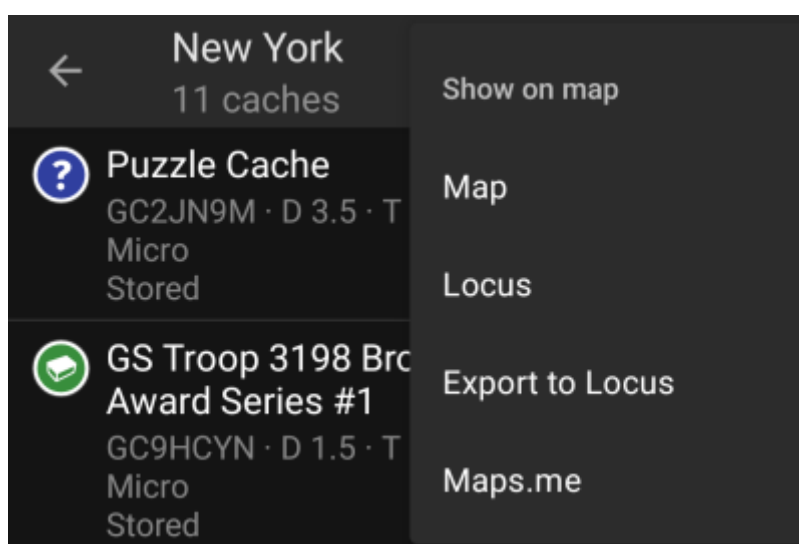 New York
11 caches
Puzzle Cache
GC2JN9M · D 3.5 · T
Micro
Stored
GS Troop 3198
Award Series #1
GC9HCYN · D 1.5 · T
Micro
Stored
Show on map
Map
Locus
Export to Locus
Maps.me